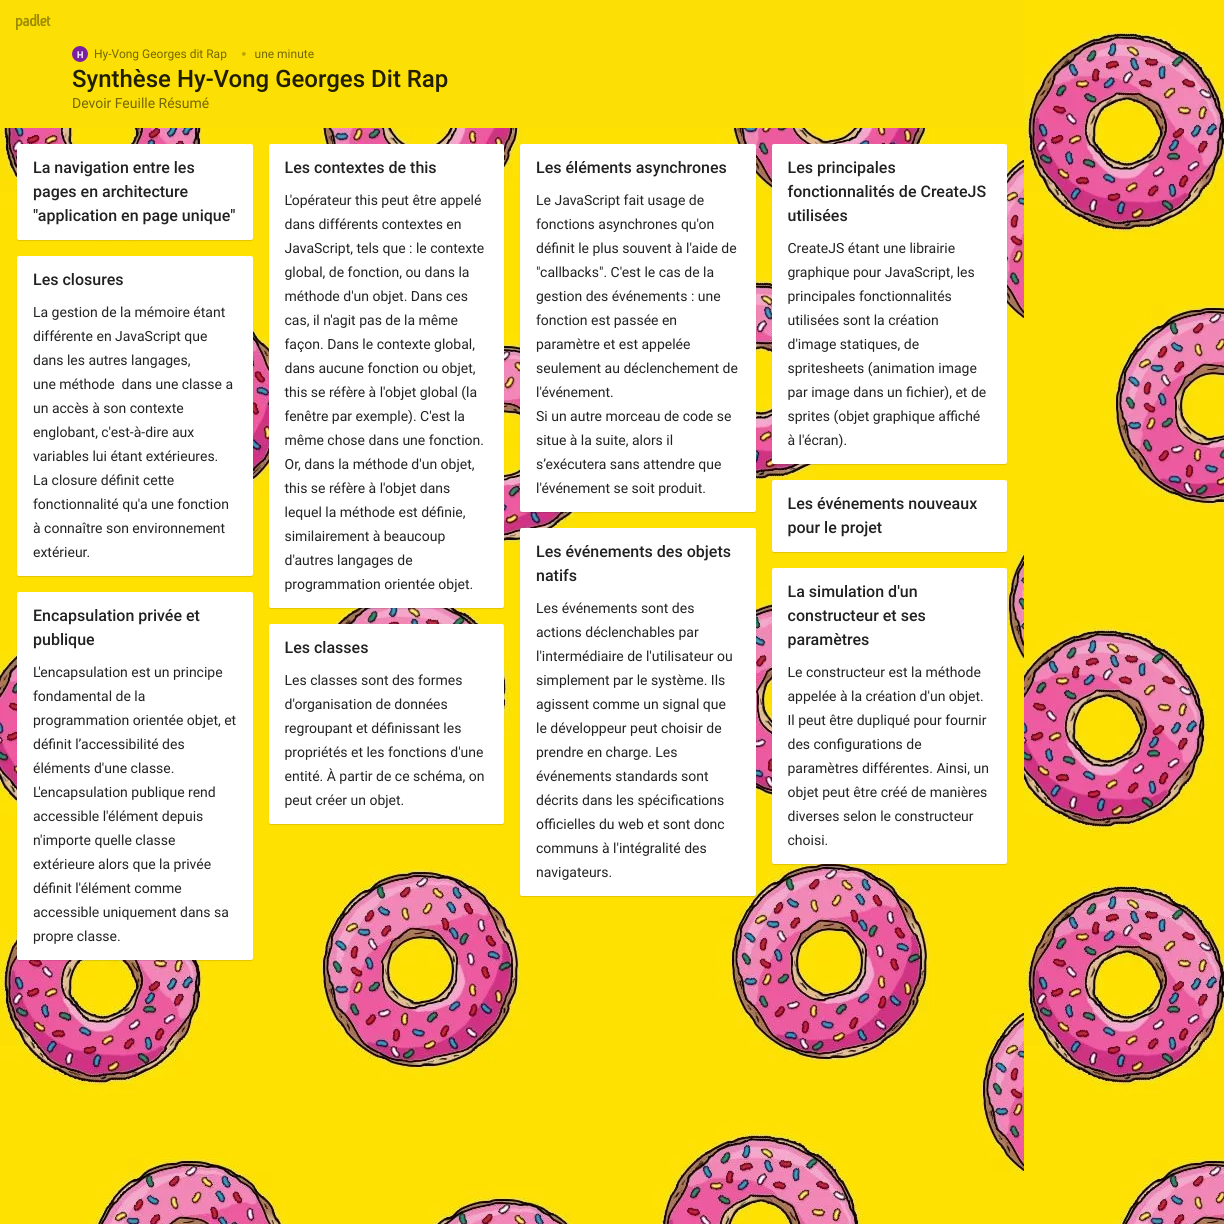 padlet
H Hy-Vong Georges dit Rap • une minute
Synthèse Hy-Vong Georges Dit Rap
Devoir Feuille Résumé
La navigation entre les
pages en architecture
"application en page unique"
Les closures
La gestion de la mémoire étant
différente en JavaScript que
dans les autres langages,
une méthode  dans une classe a
un accès à son contexte
englobant, c'est-à-dire aux
variables lui étant extérieures.
La closure définit cette
fonctionnalité qu'a une fonction
à connaître son environnement
extérieur.
Encapsulation privée et
publique
L'encapsulation est un principe
fondamental de la
programmation orientée objet, et
définit l'accessibilité des
éléments d'une classe.
L'encapsulation publique rend
accessible l'élément depuis
n'importe quelle classe
extérieure alors que la privée
définit l'élément comme
accessible uniquement dans sa
propre classe.
Les contextes de this
L'opérateur this peut être appelé
dans différents contextes en
JavaScript, tels que : le contexte
global, de fonction, ou dans la
méthode d'un objet. Dans ces
cas, il n'agit pas de la même
façon. Dans le contexte global,
dans aucune fonction ou objet,
this se réfère à l'objet global (la
fenêtre par exemple). C'est la
même chose dans une fonction.
Or, dans la méthode d'un objet,
this se réfère à l'objet dans
lequel la méthode est définie,
similairement à beaucoup
d'autres langages de
programmation orientée objet.
Les classes
Les classes sont des formes
d'organisation de données
regroupant et définissant les
propriétés et les fonctions d'une
entité. À partir de ce schéma, on
peut créer un objet.
Les éléments asynchrones
Le JavaScript fait usage de
fonctions asynchrones qu'on
définit le plus souvent à l'aide de
"callbacks". C'est le cas de la
gestion des événements : une
fonction est passée en
paramètre et est appelée
seulement au déclenchement de
l'événement.
Si un autre morceau de code se
situe à la suite, alors il
s'exécutera sans attendre que
l'événement se soit produit.
Les événements des objets
natifs
Les événements sont des
actions déclenchables par
l'intermédiaire de l'utilisateur ou
simplement par le système. Ils
agissent comme un signal que
le développeur peut choisir de
prendre en charge. Les
événements standards sont
décrits dans les spécifications
officielles du web et sont donc
communs à l'intégralité des
navigateurs.
Les principales
fonctionnalités de CreateJS
utilisées
CreateJS étant une librairie
graphique pour JavaScript, les
principales fonctionnalités
utilisées sont la création
d'image statiques, de
spritesheets (animation image
par image dans un fichier), et de
sprites (objet graphique affiché
à l'écran).
Les événements nouveaux
pour le projet
La simulation d'un
constructeur et ses
paramètres
Le constructeur est la méthode
appelée à la création d'un objet.
Il peut être dupliqué pour fournir
des configurations de
paramètres différentes. Ainsi, un
objet peut être créé de manières
diverses selon le constructeur
choisi.